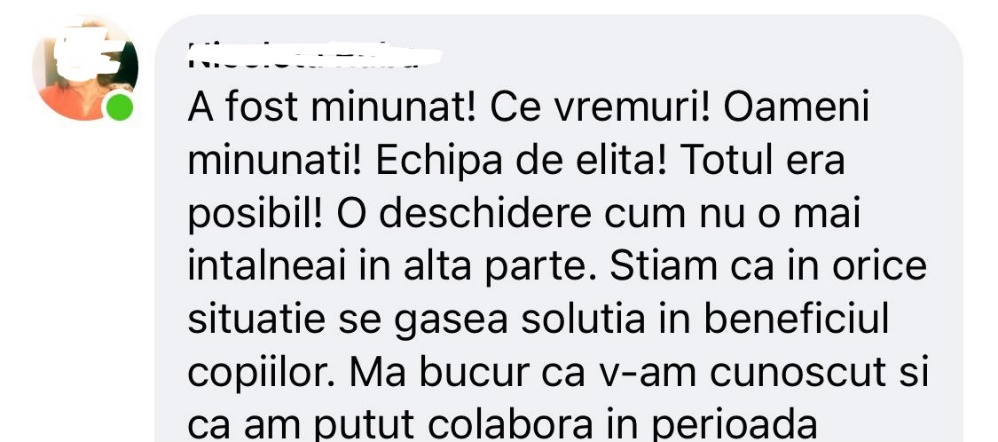 A fost minunat! Ce vremuri! Oameni
minunati! Echipa de elita! Totul era
posibil! O deschidere cum nu o mai
intalneai in alta parte. Stiam ca in orice
situatie se gasea solutia in beneficiul
copiilor. Ma bucur ca v-am cunoscut si
ca am putut colabora in perioada